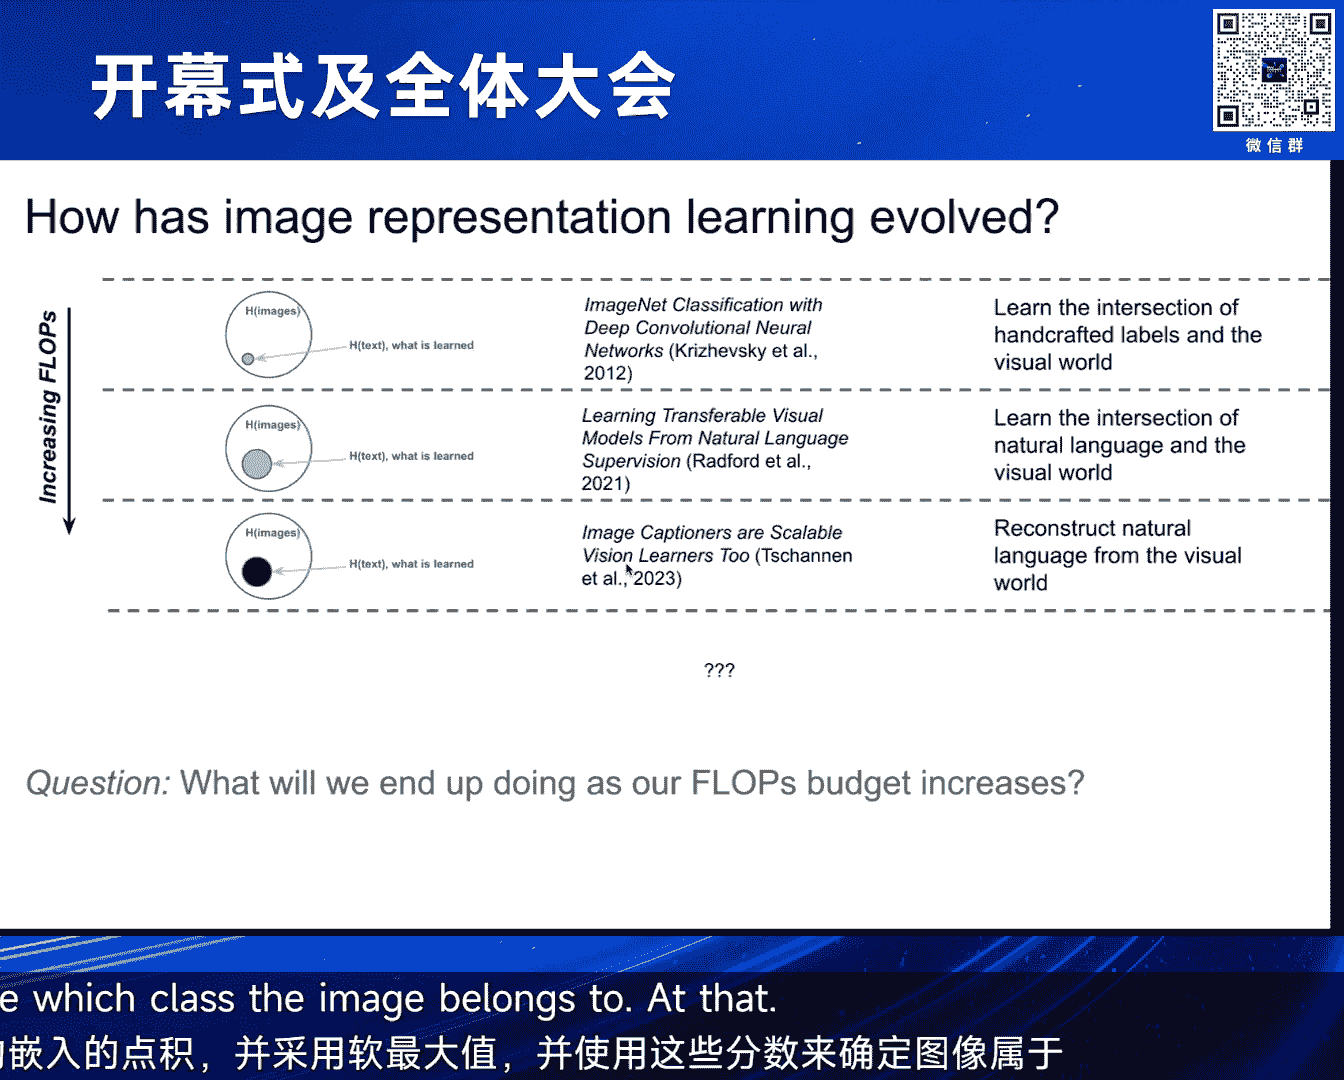 开幕式及全体大会
微信群
How has image representation learning evolved?
Increasing FLOPs
H(images)
H(text), what is learned
ImageNet Classification with
Deep Convolutional Neural
Networks (Krizhevsky et al.,
2012)
Learn the intersection of
handcrafted labels and the
visual world
H(images)
H(text), what is learned
Learning Transferable Visual
Models From Natural Language
Supervision (Radford et al.,
2021)
Learn the intersection of
natural language and the
visual world
H(images)
H(text), what is learned
Image Captioners are Scalable
Vision Learners Too (Tschannen
et al., 2023)
Reconstruct natural
language from the visual
world
???
Question: What will we end up doing as our FLOPs budget increases?
e which class the image belongs to. At that.
嵌入的点积，并采用软最大值，并使用这些分数来确定图像属于